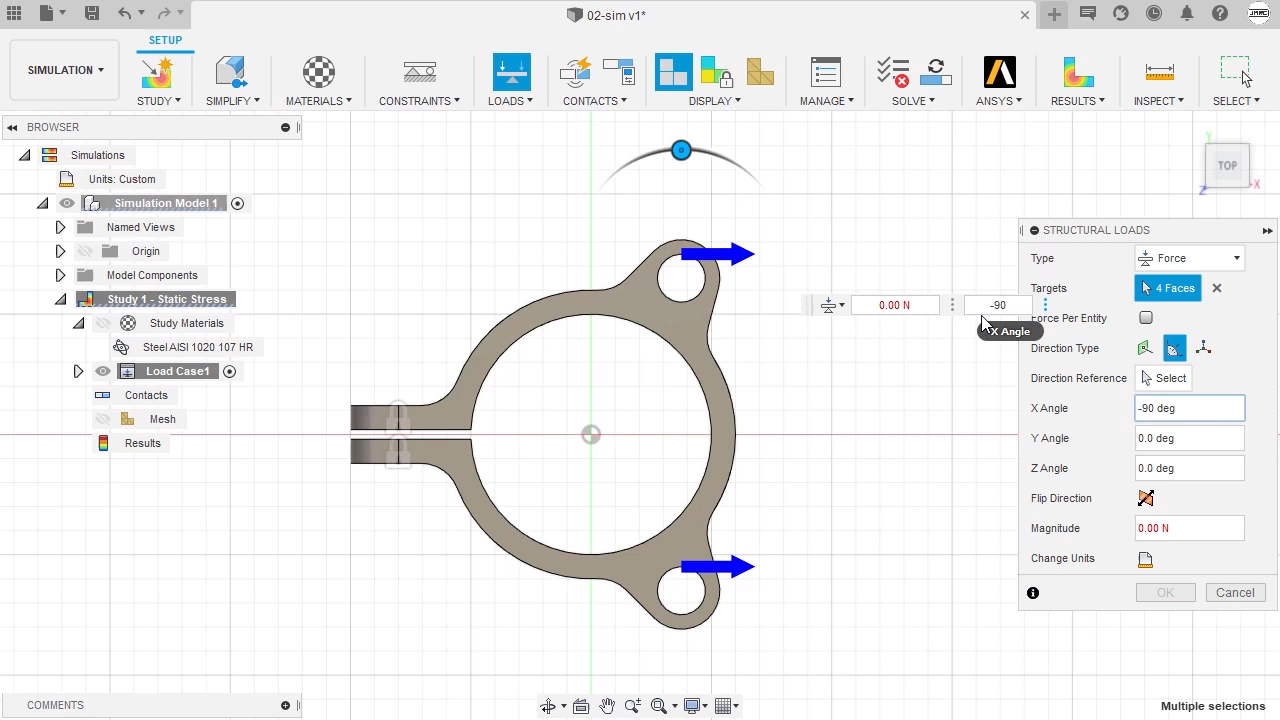 02-sim v1*
JMRC
SIMULATION
SETUP
STUDY
SIMPLIFY
MATERIALS
CONSTRAINTS
LOADS
CONTACTS
DISPLAY
MANAGE
SOLVE
ANSYS
RESULTS
INSPECT
SELECT
BROWSER
Simulations
Units: Custom
Simulation Model 1
Named Views
Origin
Model Components
Study 1 - Static Stress
Study Materials
Steel AISI 1020 107 HR
Load Case1
Contacts
Mesh
Results
Y
TOP
X
Z
0.00 N
-90
X Angle
STRUCTURAL LOADS
Type Force
Targets 4 Faces
Force Per Entity
Direction Type
Direction Reference Select
X Angle -90 deg
Y Angle 0.0 deg
Z Angle 0.0 deg
Flip Direction
Magnitude 0.00 N
Change Units
OK Cancel
COMMENTS
Multiple selections